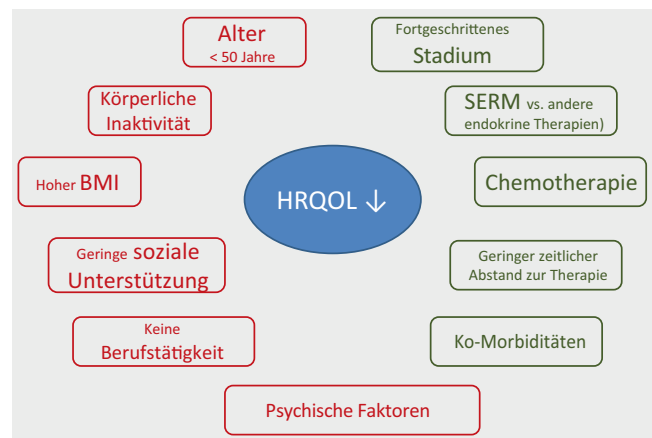 Alter
< 50 Jahre
Fortgeschrittenes
Stadium
Körperliche
Inaktivität
SERM vs. andere
endokrine Therapien)
Hoher BMI
HRQOL ↓
Chemotherapie
Geringe soziale
Unterstützung
Geringer zeitlicher
Abstand zur Therapie
Keine
Berufstätigkeit
Ko-Morbiditäten
Psychische Faktoren